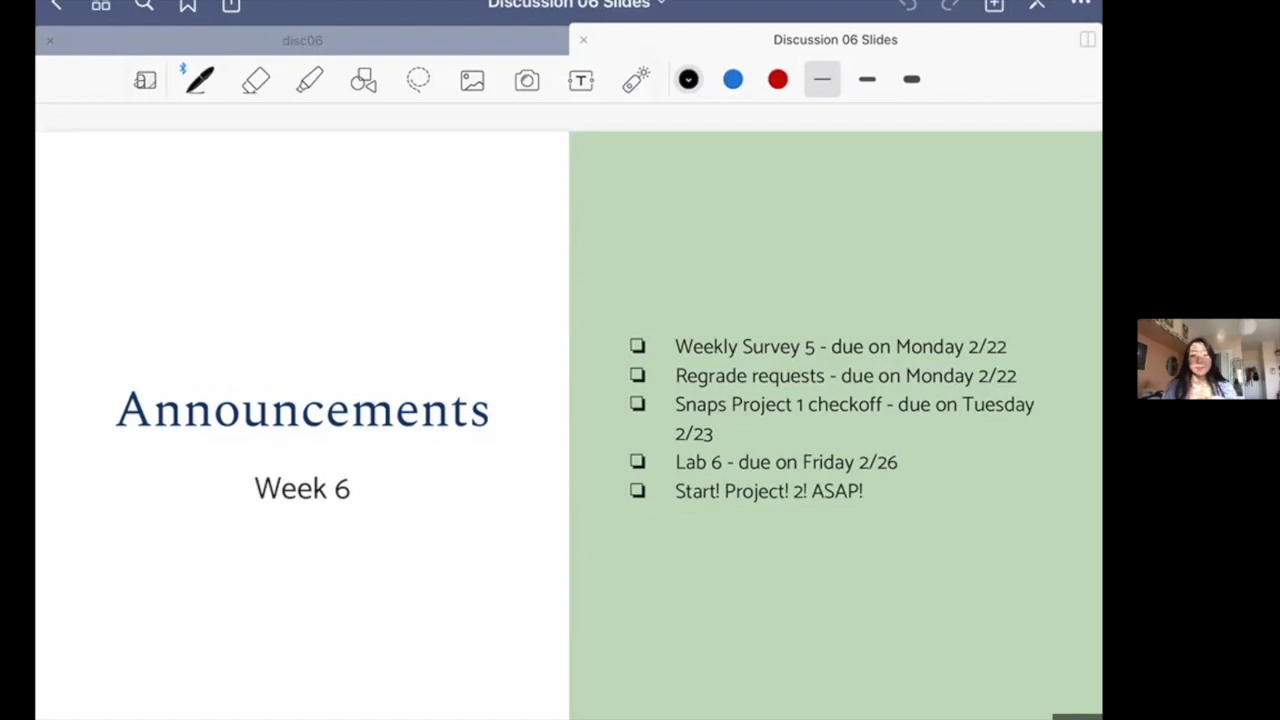 Discussion 06 Slides
disc06
Discussion 06 Slides
T
Announcements
Week 6
Weekly Survey 5 - due on Monday 2/22
Regrade requests - due on Monday 2/22
Snaps Project 1 checkoff - due on Tuesday
2/23
Lab 6 - due on Friday 2/26
Start! Project! 2! ASAP!